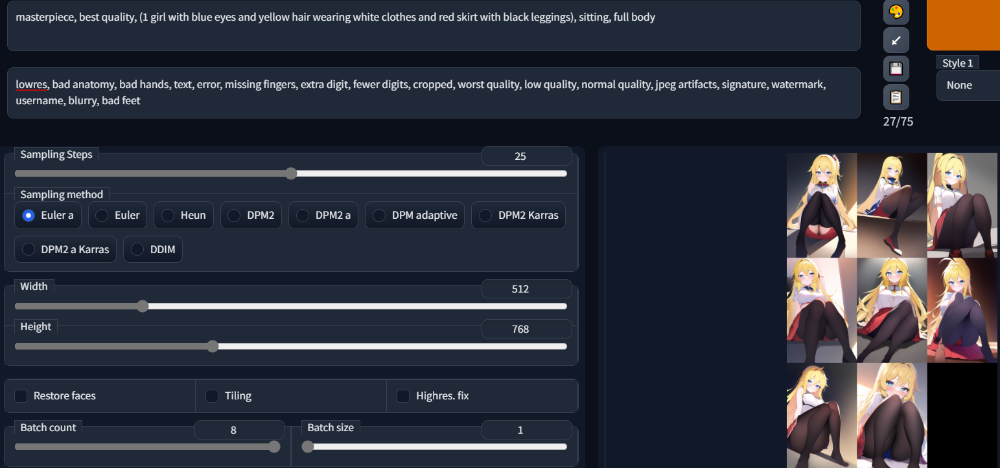 masterpiece, best quality, (1 girl with blue eyes and yellow hair wearing white clothes and red skirt with black leggings), sitting, full body
lowres, bad anatomy, bad hands, text, error, missing fingers, extra digit, fewer digits, cropped, worst quality, low quality, normal quality, jpeg artifacts, signature, watermark,
username, blurry, bad feet
Style 1
None
27/75
Sampling Steps
25
Sampling method
Euler a
Euler
Heun
DPM2
DPM2 a
DPM adaptive
DPM2 Karras
DPM2 a Karras
DDIM
Width
512
Height
768
Restore faces
Tiling
Highres. fix
Batch count
8
Batch size
1